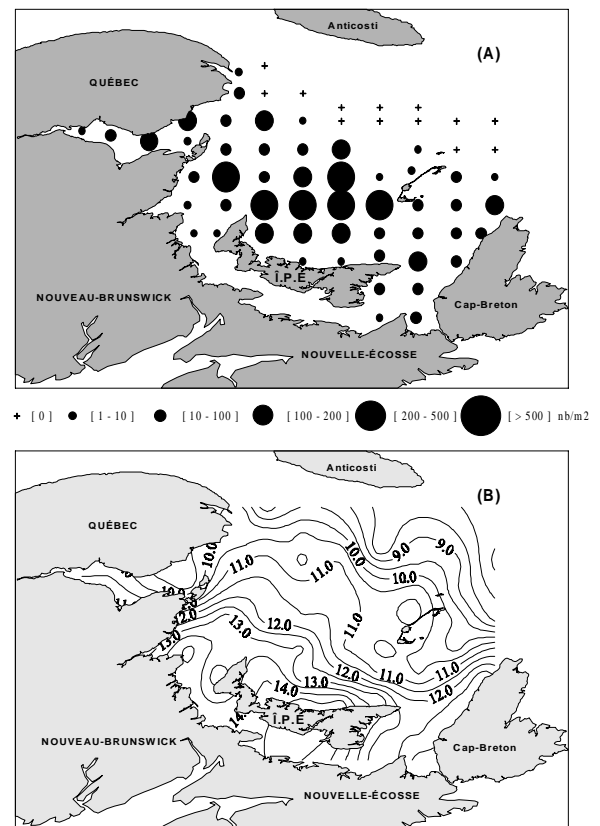 Anticosti
(A)
QUÉBEC
Î.P.É
NOUVEAU-BRUNSWICK
Cap-Breton
NOUVELLE-ÉCOSSE
[ 0 ] [ 1 - 10 ] [ 10 - 100 ] [ 100 - 200 ] [ 200 - 500 ] [ > 500 ] nb/m2
Anticosti
(B)
QUÉBEC
10.0
10.0
9.0
9.0
11.0
11.0
10.0
12.0
13.0
12.0
11.0
13.0
12.0
11.0
11.0
13.0
14.0
12.0
Î.P.É
NOUVEAU-BRUNSWICK
Cap-Breton
NOUVELLE-ÉCOSSE